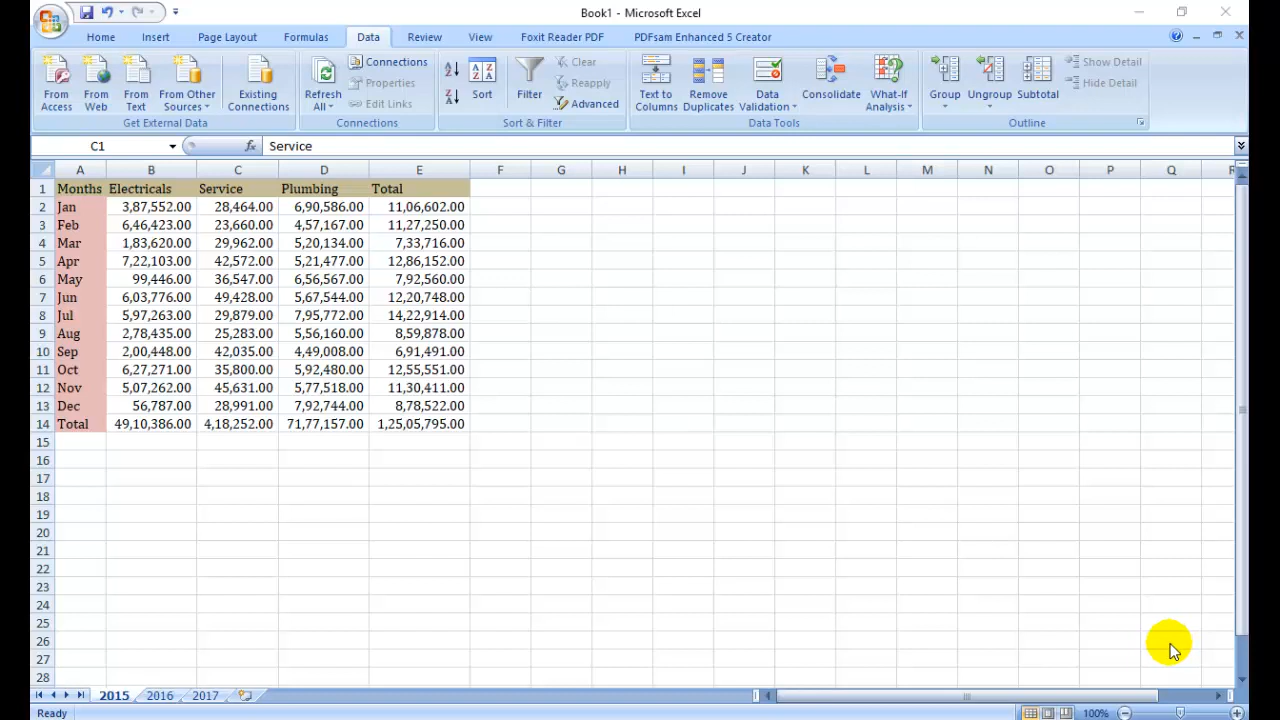 Book1 - Microsoft Excel
Home Insert Page Layout Formulas Data Review View Foxit Reader PDF PDFsam Enhanced 5 Creator
From Access From Web From Text From Other Sources Existing Connections
Get External Data
Refresh All Connections Properties Edit Links
Connections
Sort Filter Clear Reapply Advanced
Sort & Filter
Text to Columns Remove Duplicates Data Validation Consolidate What-If Analysis
Data Tools
Group Ungroup Subtotal Show Detail Hide Detail
Outline
C1 fx Service
A B C D E F G H I J K L M N O P Q R
1 Months Electricals Service Plumbing Total
2 Jan 3,87,552.00 28,464.00 6,90,586.00 11,06,602.00
3 Feb 6,46,423.00 23,660.00 4,57,167.00 11,27,250.00
4 Mar 1,83,620.00 29,962.00 5,20,134.00 7,33,716.00
5 Apr 7,22,103.00 42,572.00 5,21,477.00 12,86,152.00
6 May 99,446.00 36,547.00 6,56,567.00 7,92,560.00
7 Jun 6,03,776.00 49,428.00 5,67,544.00 12,20,748.00
8 Jul 5,97,263.00 29,879.00 7,95,772.00 14,22,914.00
9 Aug 2,78,435.00 25,283.00 5,56,160.00 8,59,878.00
10 Sep 2,00,448.00 42,035.00 4,49,008.00 6,91,491.00
11 Oct 6,27,271.00 35,800.00 5,92,480.00 12,55,551.00
12 Nov 5,07,262.00 45,631.00 5,77,518.00 11,30,411.00
13 Dec 56,787.00 28,991.00 7,92,744.00 8,78,522.00
14 Total 49,10,386.00 4,18,252.00 71,77,157.00 1,25,05,795.00
15
16
17
18
19
20
21
22
23
24
25
26
27
28
2015 2016 2017
Ready 100%